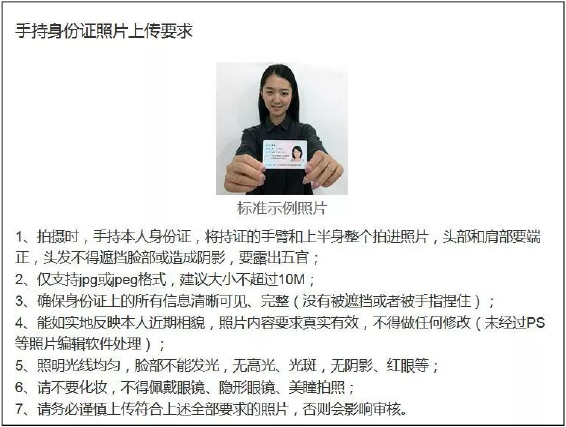 手持身份证照片上传要求
标准示例照片
1、拍摄时，手持本人身份证，将持证的手臂和上半身整个拍进照片，头部和肩部要端
正，头发不得遮挡脸部或造成阴影，要露出五官；
2、仅支持jpg或jpeg格式，建议大小不超过10M；
3、确保身份证上的所有信息清晰可见、完整（没有被遮挡或者被手指捏住）；
4、能如实地反映本人近期相貌，照片内容要求真实有效，不得做任何修改（未经过PS
等照片编辑软件处理）；
5、照明光线均匀，脸部不能发光，无高光、光斑，无阴影、红眼等；
6、请不要化妆，不得佩戴眼镜、隐形眼镜、美瞳拍照；
7、请务必谨慎上传符合上述全部要求的照片，否则会影响审核。